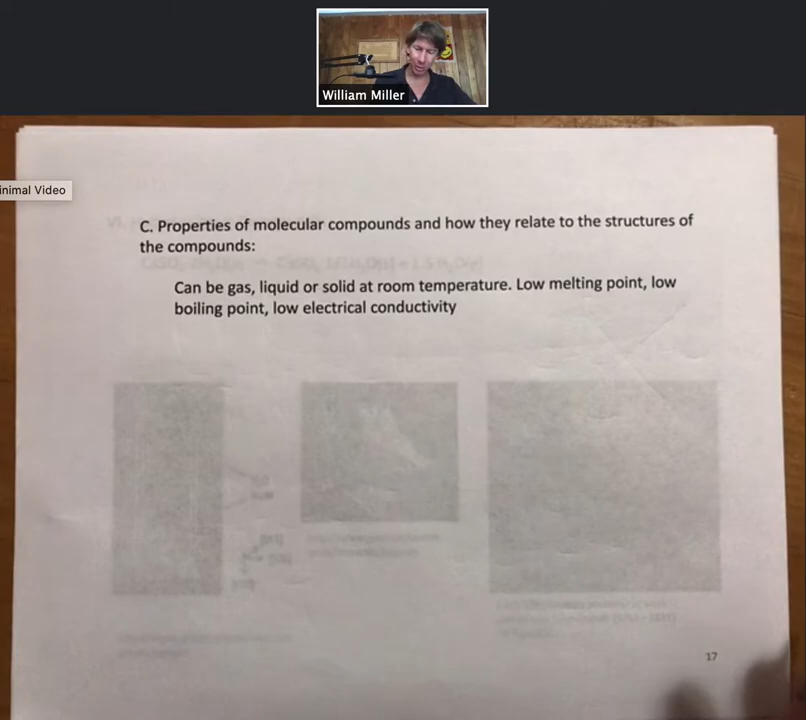 William Miller
inimal Video
C. Properties of molecular compounds and how they relate to the structures of
the compounds:
Can be gas, liquid or solid at room temperature. Low melting point, low
boiling point, low electrical conductivity
17